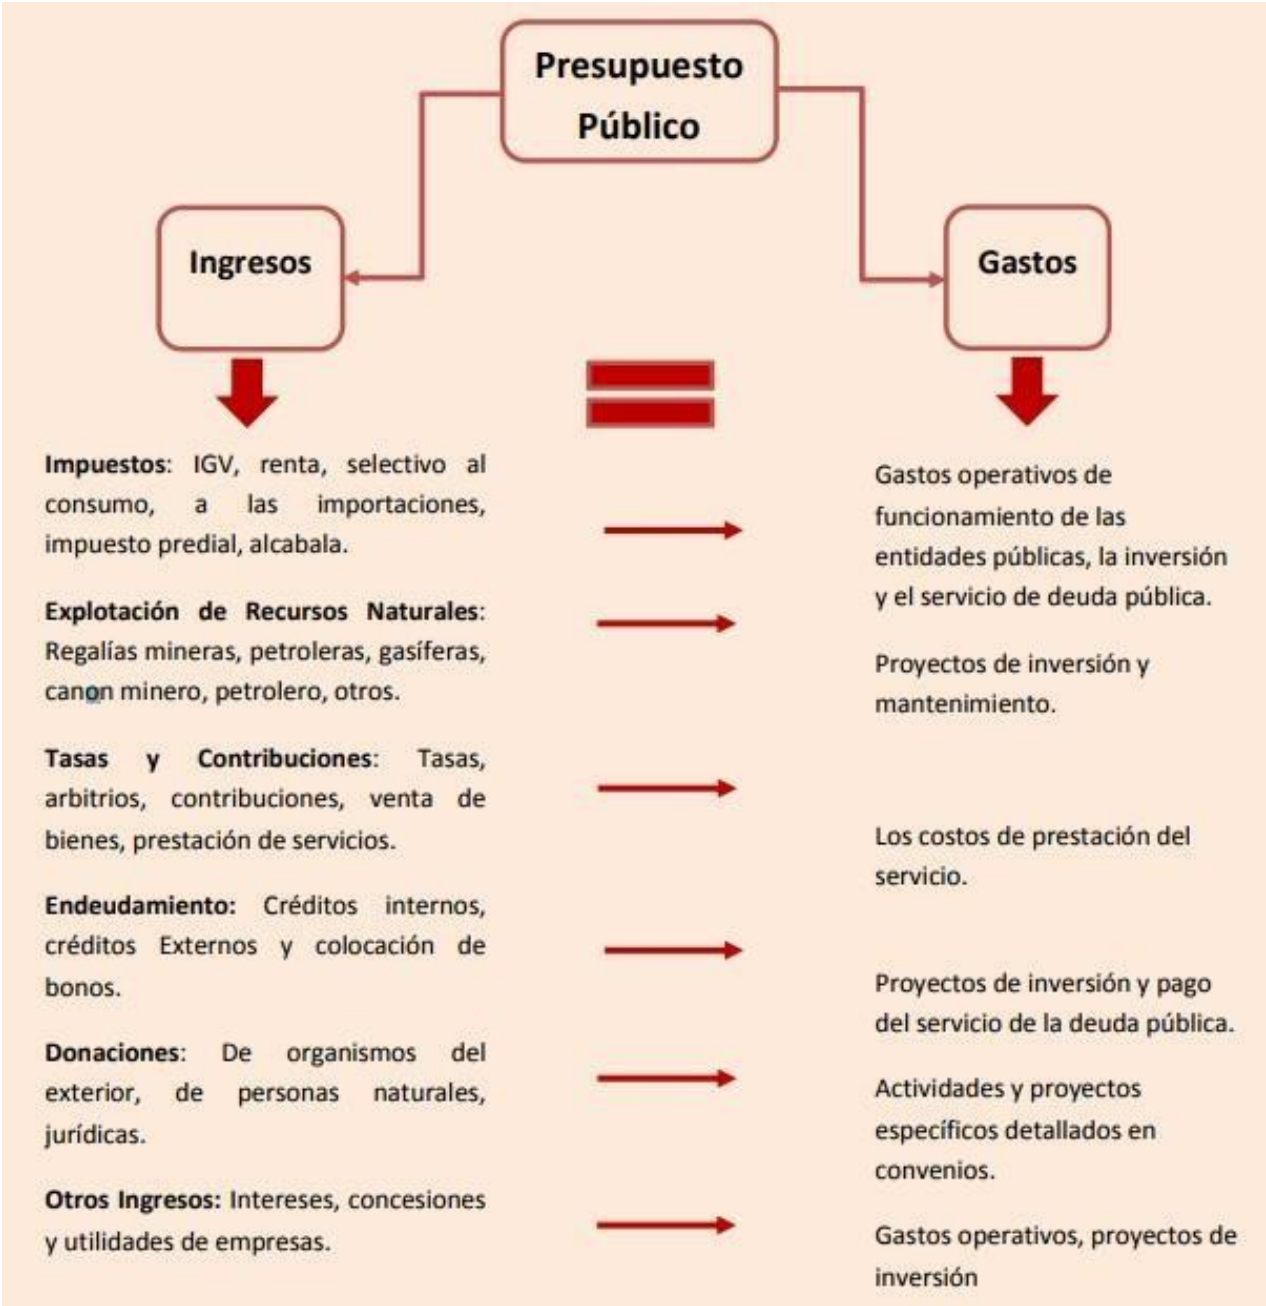 Presupuesto
Público
Ingresos
Gastos
Impuestos: IGV, renta, selectivo al
consumo, a las importaciones,
impuesto predial, alcabala.
Explotación de Recursos Naturales:
Regalías mineras, petroleras, gasíferas,
canon minero, petrolero, otros.
Tasas y Contribuciones: Tasas,
arbitrios, contribuciones, venta de
bienes, prestación de servicios.
Endeudamiento: Créditos internos,
créditos Externos y colocación de
bonos.
Donaciones: De organismos del
exterior, de personas naturales,
jurídicas.
Otros Ingresos: Intereses, concesiones
y utilidades de empresas.
Gastos operativos de
funcionamiento de las
entidades públicas, la inversión
y el servicio de deuda pública.
Proyectos de inversión y
mantenimiento.
Los costos de prestación del
servicio.
Proyectos de inversión y pago
del servicio de la deuda pública.
Actividades y proyectos
específicos detallados en
convenios.
Gastos operativos, proyectos de
inversión